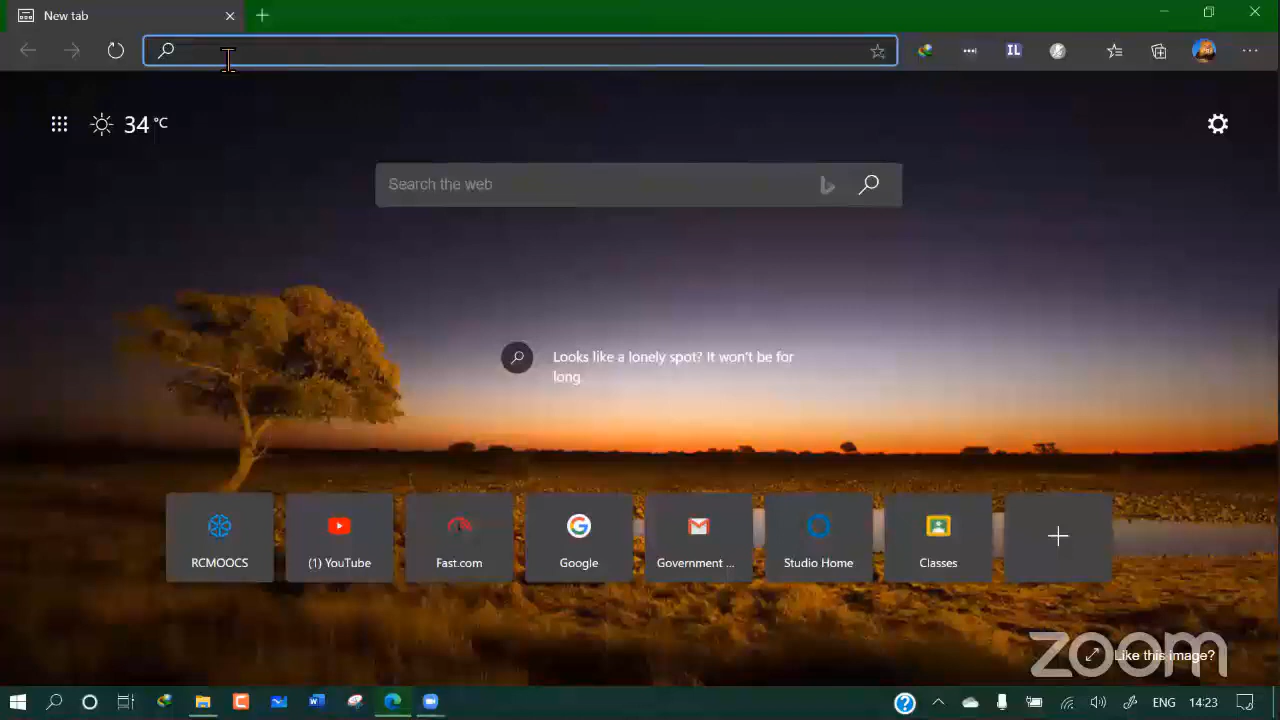 New tab
IL
34 °C
Search the web
Looks like a lonely spot? It won't be for
long
RCMOOCS
(1) YouTube
Fast.com
Google
Government ...
Studio Home
Classes
zoom
Like this image?
ENG
14:23